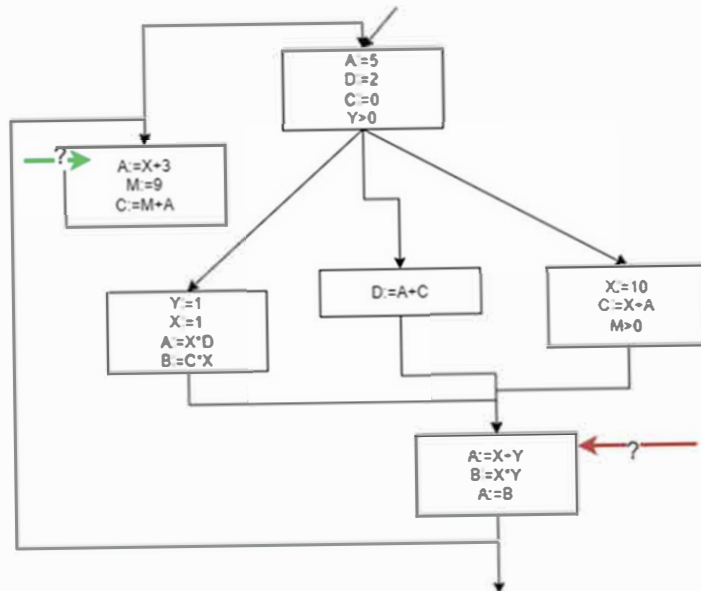 A:=5
D:=2
C:=0
Y>0
?
A:=X+3
M:=9
C:=M+A
Y:=1
X:=1
A:=X*D
B:=C*X
D:=A+C
X:=10
C:=X+A
M>0
?
A:=X+Y
B:=X*Y
A:=B